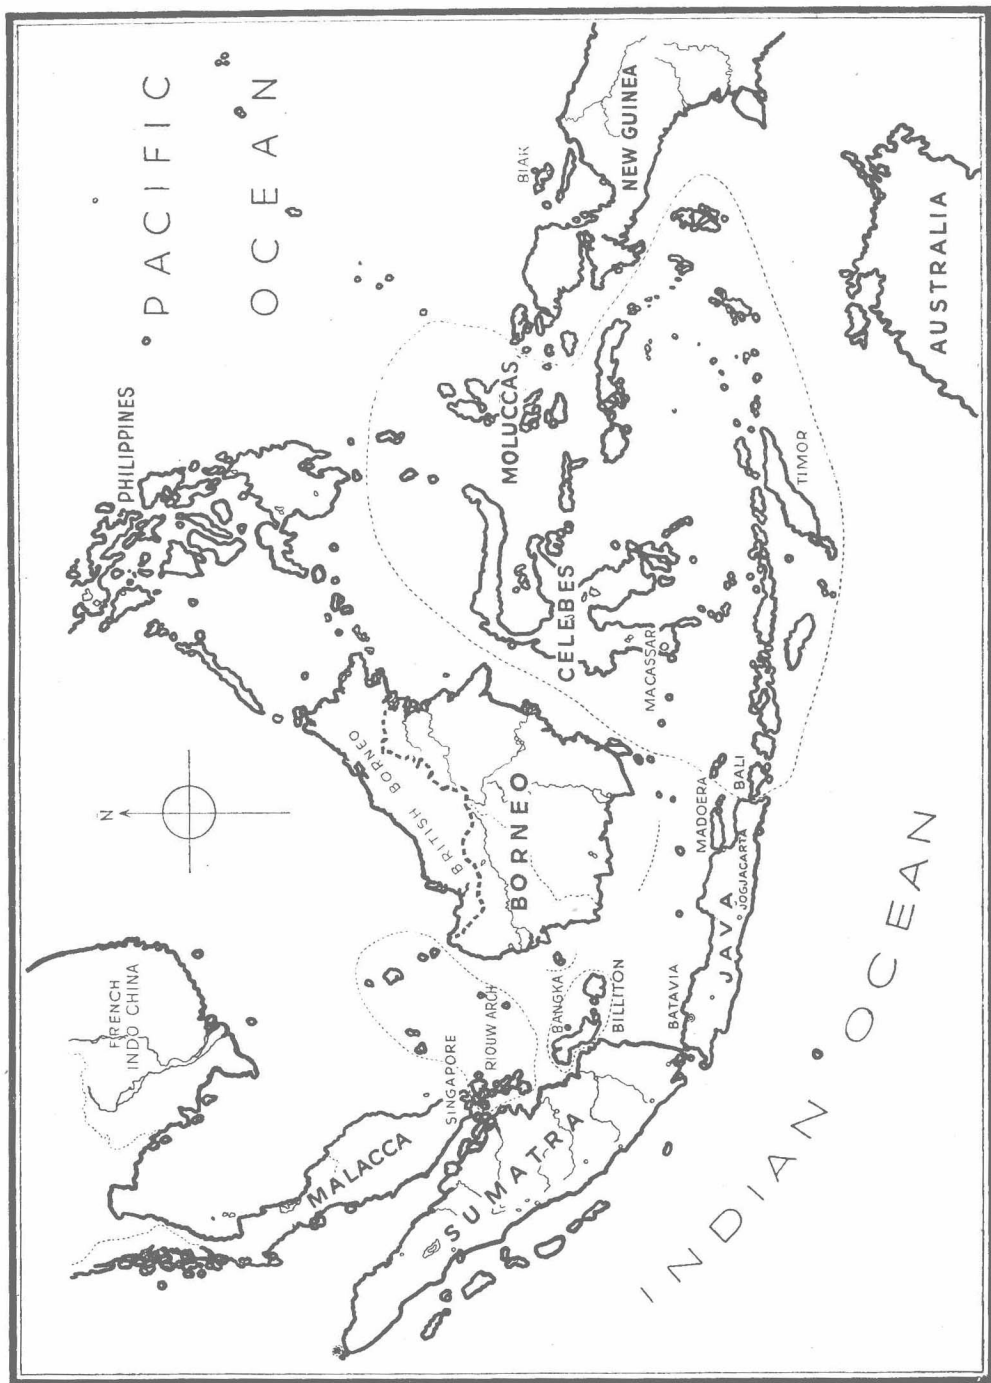 PACIFIC
OCEAN
PHILIPPINES
BIAK
NEW GUINEA
MOLUCCAS
CELEBES
MACASSAR
TIMOR
AUSTRALIA
N
BRITISH BORNEO
BORNEO
MADOERA
BALI
JAVA
JOGJACARTA
BATAVIA
FRENCH
INDO CHINA
SINGAPORE
RIOUW ARCH
BANGKA
BILLITON
MALACCA
SUMATRA
INDIAN OCEAN